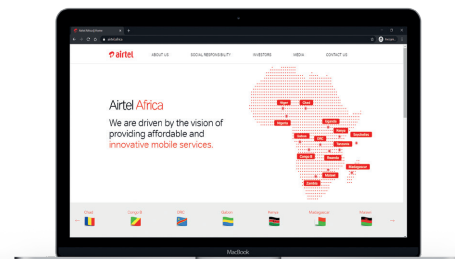 airtel
ABOUT US
SOCIAL RESPONSIBILITY
INVESTORS
MEDIA
CONTACT US
Airtel Africa
We are driven by the vision of
providing affordable and
innovative mobile services.
Niger
Chad
Nigeria
Uganda
Kenya
Seychelles
Gabon
DRC
Tanzania
Congo B
Rwanda
Madagascar
Malawi
Zambia
Chad
Congo B
DRC
Gabon
Kenya
Madagascar
Malawi
MacBook